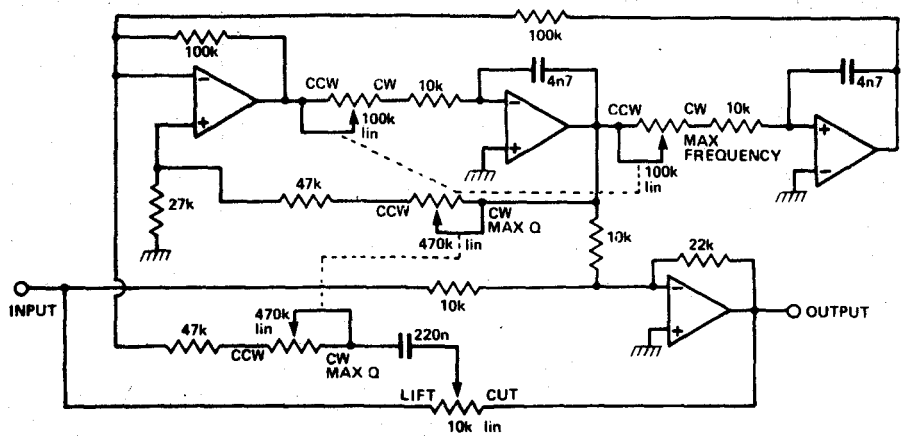 100k
100k
4n7
4n7
CCW
CW
10k
CCW
CW
10k
-
+
100k
lin
-
+
MAX
FREQUENCY
100k
lin
+
-
27k
47k
CCW
CW
MAX Q
470k
lin
10k
22k
INPUT
10k
-
+
OUTPUT
470k
lin
47k
CCW
CW
MAX Q
220n
LIFT
CUT
10k lin